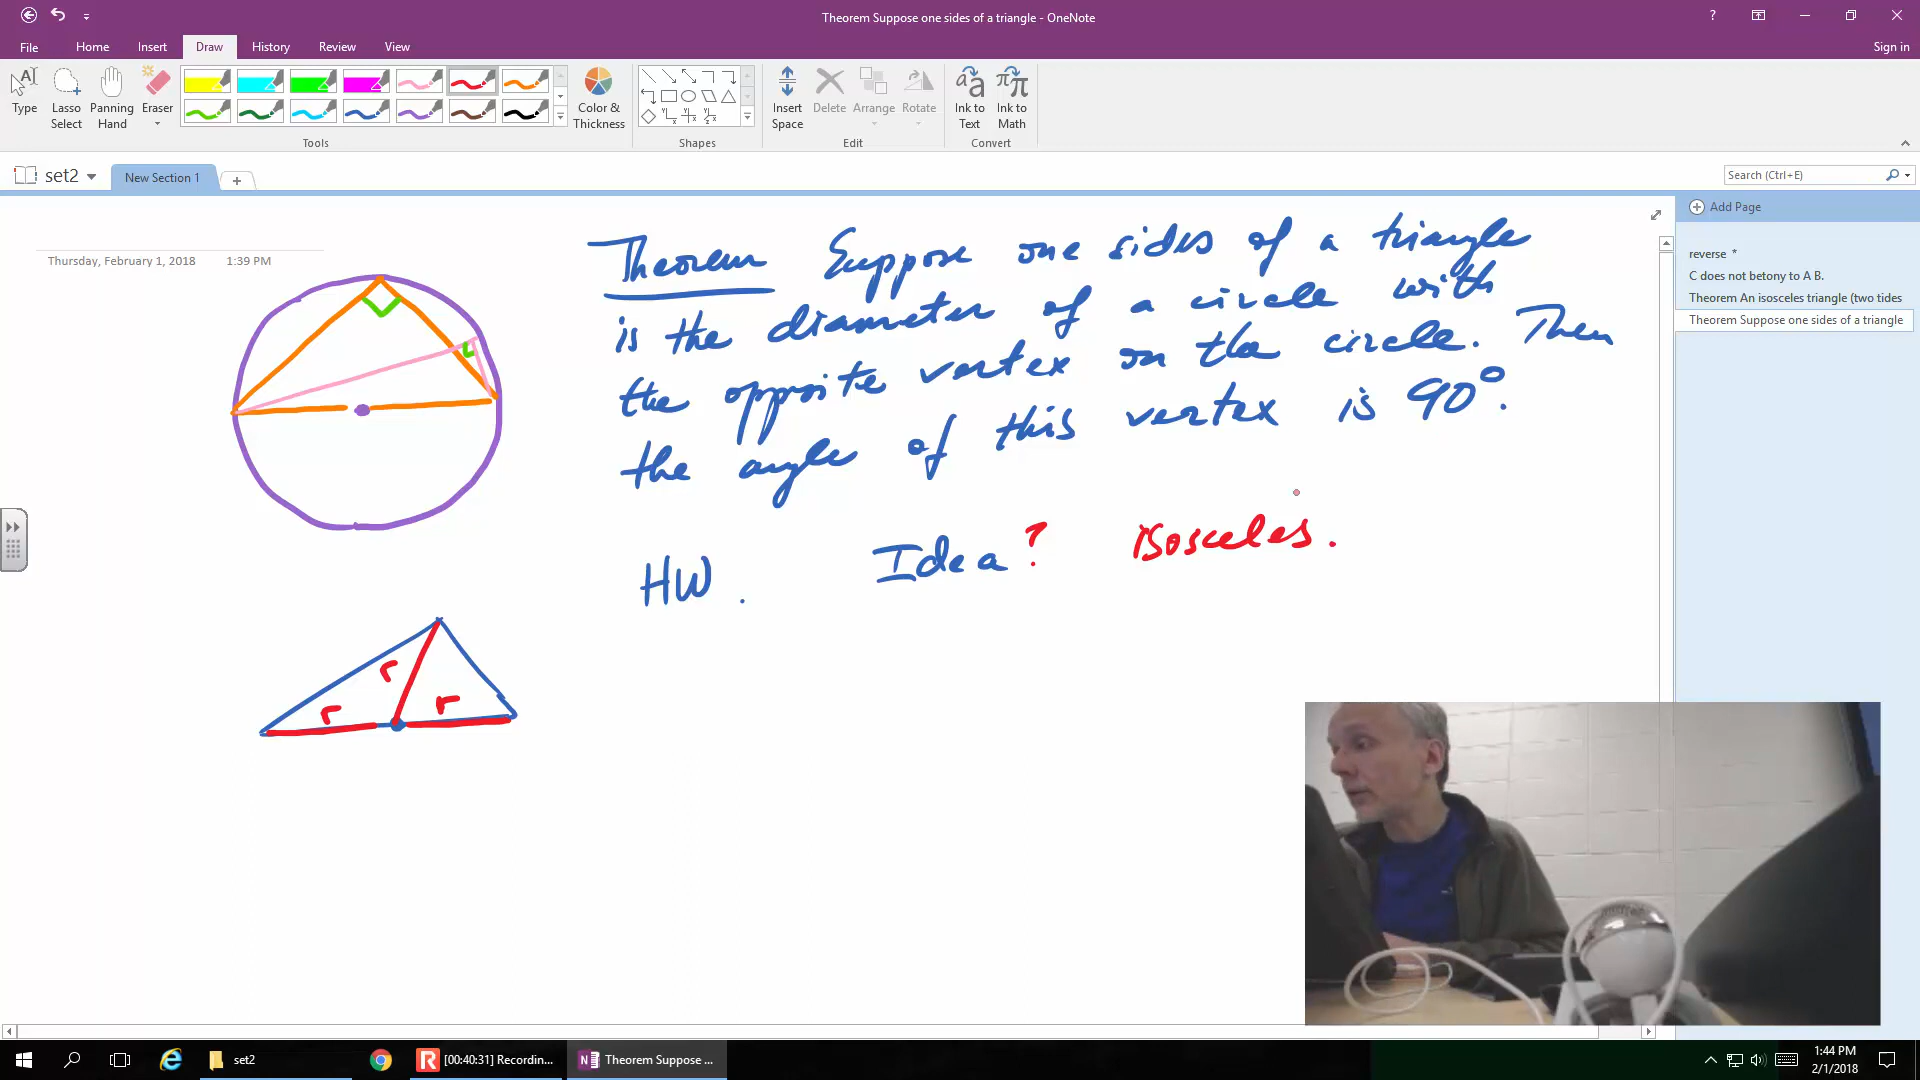 Theorem Suppose one sides of a triangle - OneNote
?
File
Home
Insert
Draw
History
Review
View
Sign in
Type
Lasso Select
Panning Hand
Eraser
Color & Thickness
Insert Space
Delete
Arrange
Rotate
Ink to Text
Ink to Math
Tools
Shapes
Edit
Convert
set2
New Section 1
Search (Ctrl+E)
Add Page
reverse *
C does not betony to A B.
Theorem An isosceles triangle (two tides
Theorem Suppose one sides of a triangle
Thursday, February 1, 2018 1:39 PM
Theorem Suppose one sides of a triangle
is the diameter of a circle with
the opposite vertex on the circle. Then
the angle of this vertex is 90°.
HW. Idea? isosceles.
r
r r
set2
[00:40:31] Recordin...
Theorem Suppose ...
1:44 PM
2/1/2018